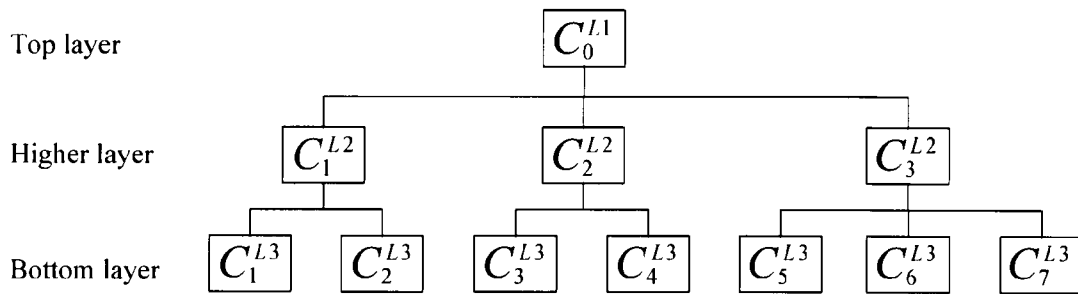 Top layer C_0^{L1}
Higher layer C_1^{L2} C_2^{L2} C_3^{L2}
Bottom layer C_1^{L3} C_2^{L3} C_3^{L3} C_4^{L3} C_5^{L3} C_6^{L3} C_7^{L3}